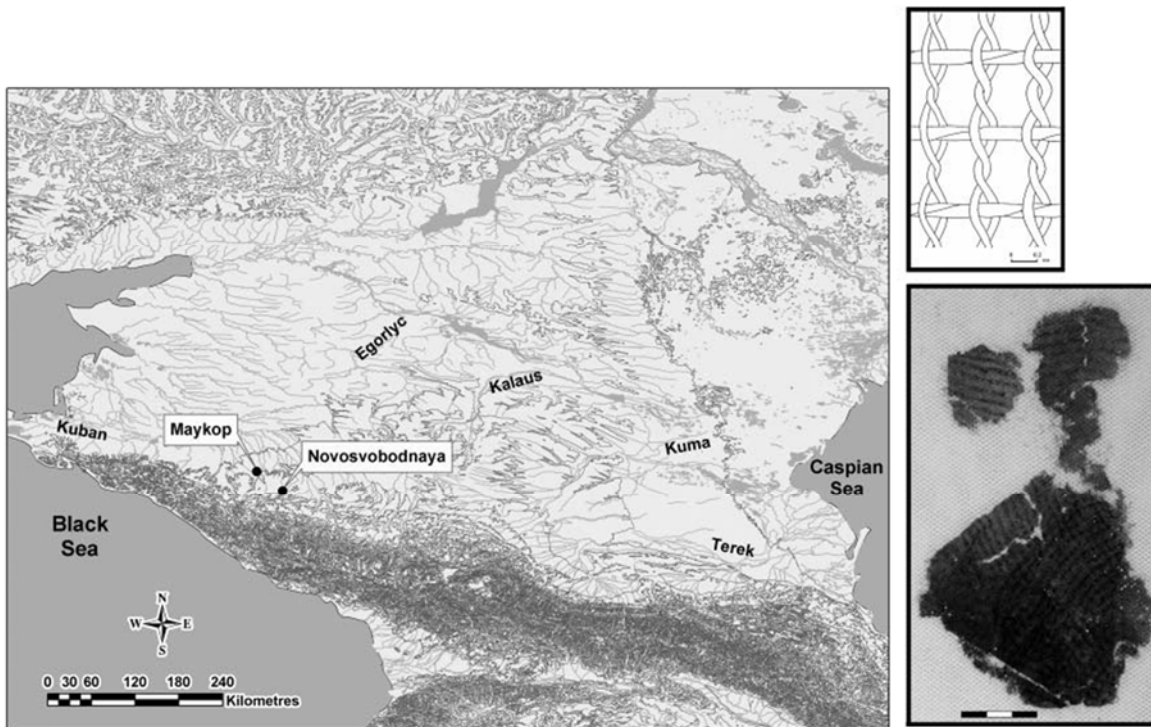 Egorlyc
Kalaus
Kuban
Maykop
Novosvobodnaya
Kuma
Caspian
Sea
Black
Sea
Terek
N
W E
S
0 30 60 120 180 240
Kilometres